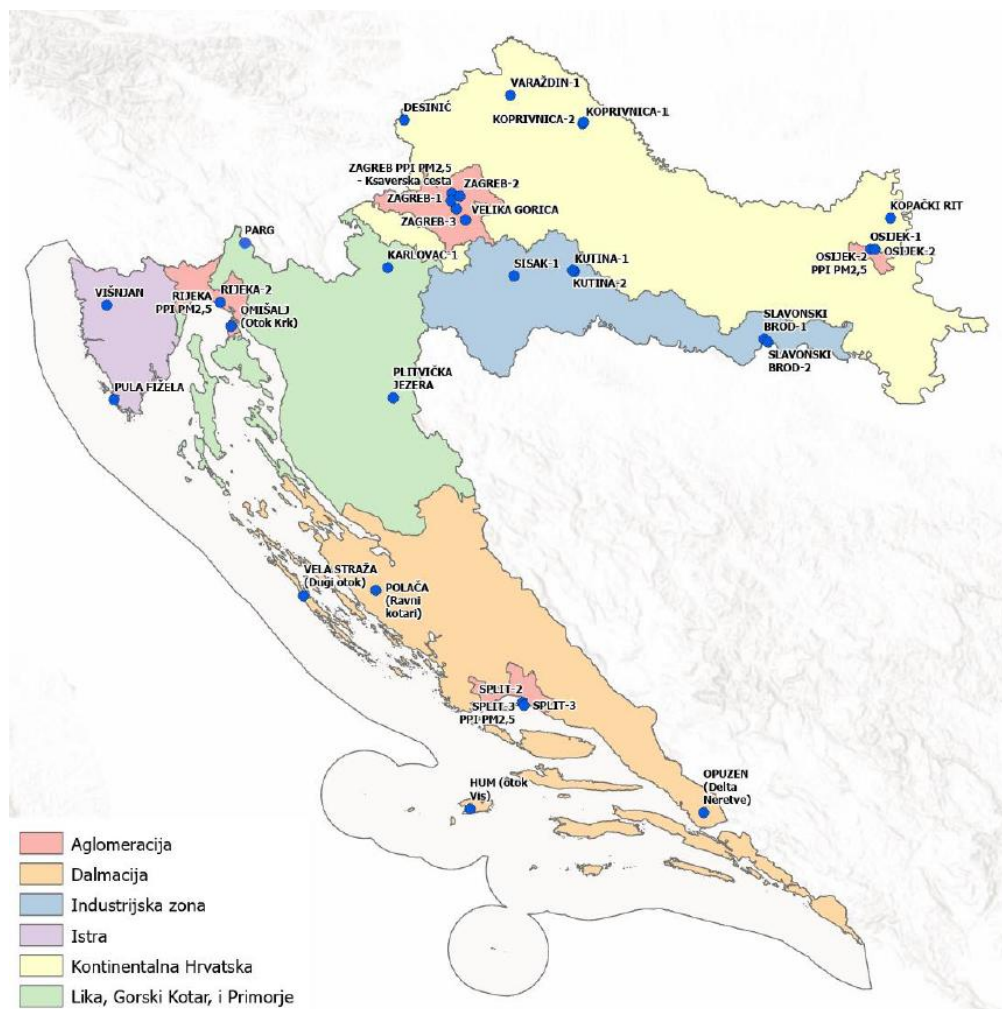 VARAŽDIN-1
DESINIĆ
KOPRIVNICA-1
KOPRIVNICA-2
ZAGREB PPI PM2,5
- Ksaverska cesta
ZAGREB-2
ZAGREB-1
VELIKA GORICA
ZAGREB-3
KOPAČKI RIT
OSIJEK-1
OSIJEK-2
OSIJEK-2
PPI PM2,5
PARG
KARLOVAC-1
SISAK-1
KUTINA-1
KUTINA-2
VIŠNJAN
RIJEKA-2
RIJEKA
PPI PM2,5
OMIŠALJ
(Otok Krk)
SLAVONSKI
BROD-1
SLAVONSKI
BROD-2
PULA FIZELA
PLITVIČKA
JEZERA
VELA STRAŽA
(Dugi otok)
POLAČA
(Ravni
kotari)
SPLIT-2
SPLIT-3
SPLIT-3
PPI PM2,5
HUM (otok
Vis)
OPUZEN
(Delta
Neretve)
Aglomeracija
Dalmacija
Industrijska zona
Istra
Kontinentalna Hrvatska
Lika, Gorski Kotar, i Primorje